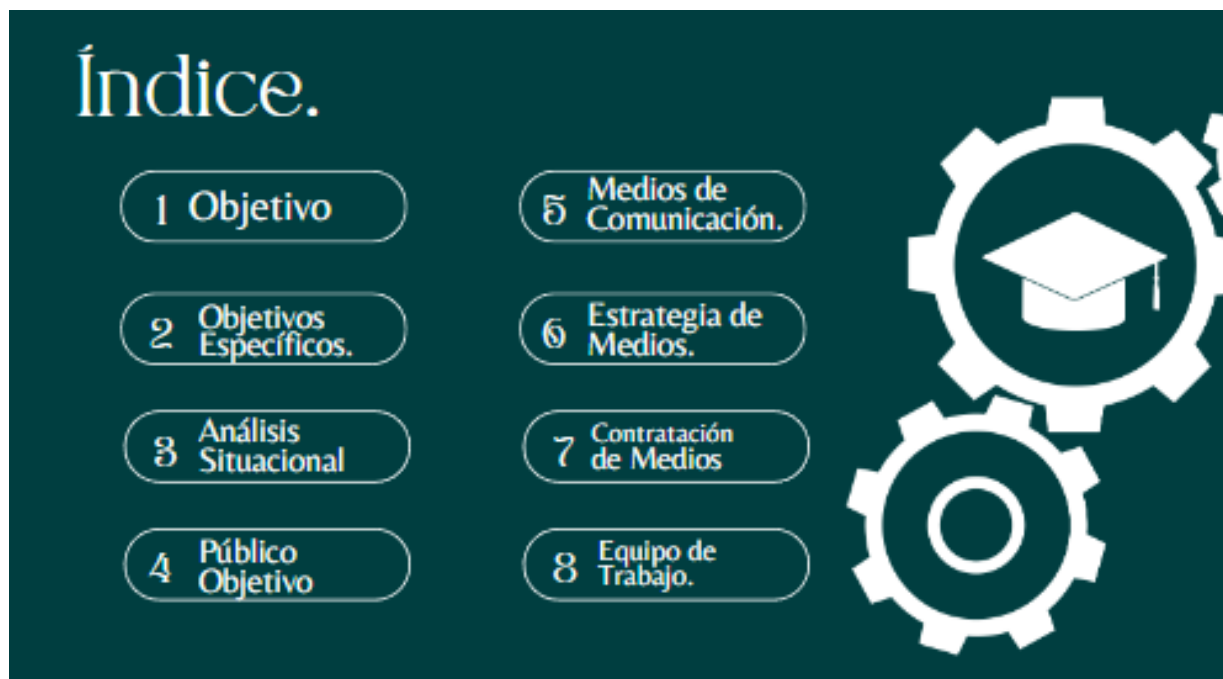 Índice.
1 Objetivo
2 Objetivos
Específicos.
3 Análisis
Situacional
4 Público
Objetivo
5 Medios de
Comunicación.
6 Estrategia de
Medios.
7 Contratación
de Medios
8 Equipo de
Trabajo.